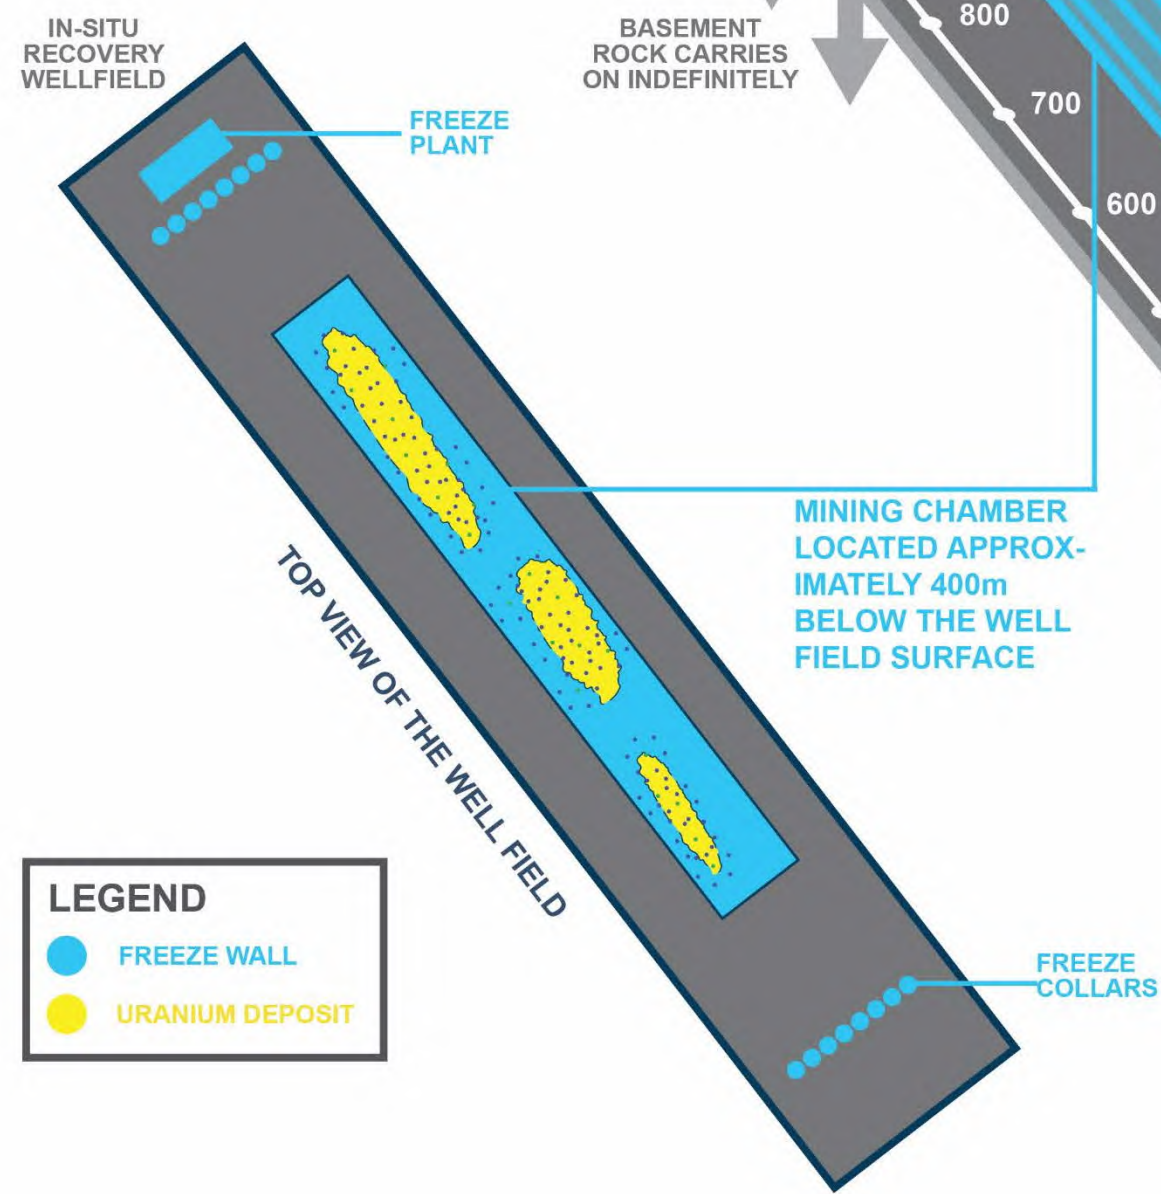 IN-SITU
RECOVERY
WELLFIELD
BASEMENT
ROCK CARRIES
ON INDEFINITELY
800
700
600
FREEZE
PLANT
MINING CHAMBER
LOCATED APPROX-
IMATELY 400m
BELOW THE WELL
FIELD SURFACE
TOP VIEW OF THE WELL FIELD
LEGEND
FREEZE WALL
URANIUM DEPOSIT
FREEZE
COLLARS